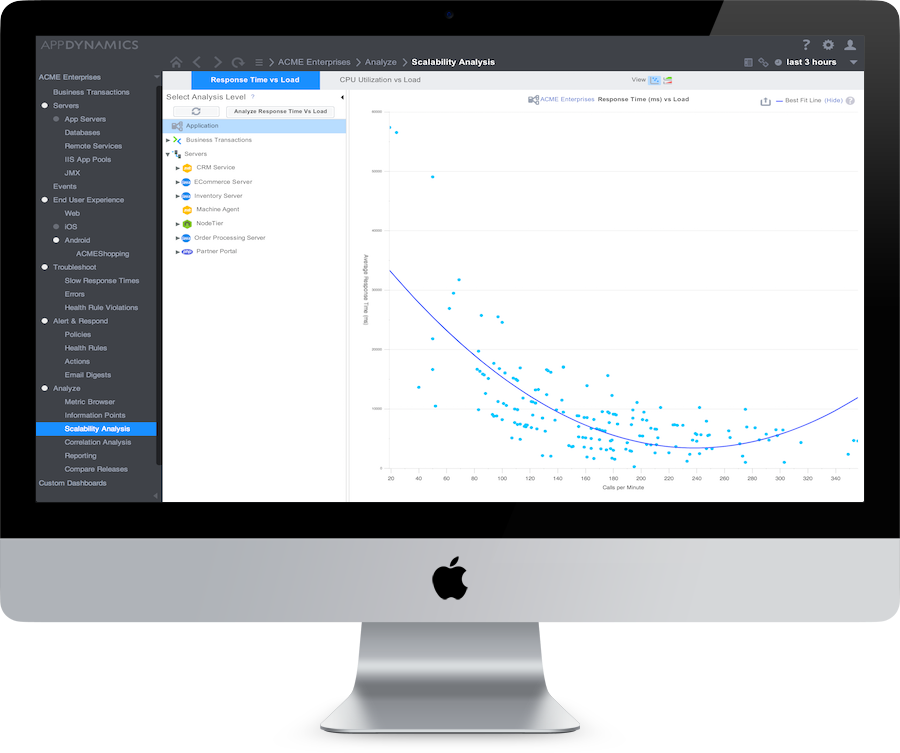 APPDYNAMICS
ACME Enterprises Analyze Scalability Analysis
last 3 hours
ACME Enterprises
Business Transactions
Servers
App Servers
Databases
Remote Services
IIS App Pools
JMX
Events
End User Experience
Web
iOS
Android
ACMEShopping
Troubleshoot
Slow Response Times
Errors
Health Rule Violations
Alert & Respond
Policies
Health Rules
Actions
Email Digests
Analyze
Metric Browser
Information Points
Scalability Analysis
Correlation Analysis
Reporting
Compare Releases
Custom Dashboards
Response Time vs Load
CPU Utilization vs Load
View
Select Analysis Level ?
Analyze Response Time Vs Load
Application
Business Transactions
Servers
CRM Service
ECommerce Server
Inventory Server
Machine Agent
NodeTier
Order Processing Server
php Partner Portal
ACME Enterprises Response Time (ms) vs Load
Best Fit Line (Hide) ?
Average Response Time (ms)
20 40 60 80 100 120 140 160 180 200 220 240 260 280 300 320 340
Calls per Minute